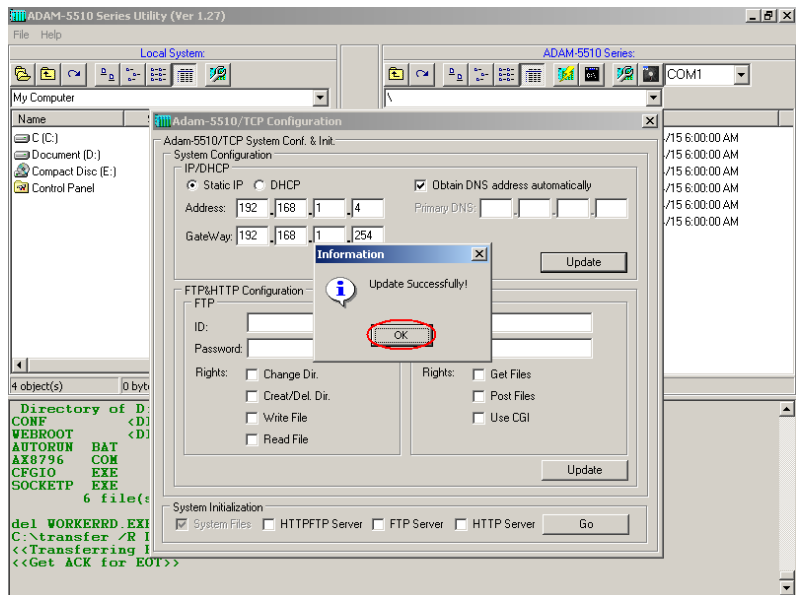 ADAM-5510 Series Utility (Ver 1.27)
File Help
Local System:
ADAM-5510 Series:
COM1
My Computer
\
Name
C (C:)
Document (D:)
Compact Disc (E:)
Control Panel
/15 6:00:00 AM
/15 6:00:00 AM
/15 6:00:00 AM
/15 6:00:00 AM
/15 6:00:00 AM
/15 6:00:00 AM
4 object(s)
0 byt
Adam-5510/TCP Configuration
Adam-5510/TCP System Conf. & Init.
System Configuration
IP/DHCP
Static IP DHCP
Obtain DNS address automatically
Address: 192 . 168 . 1 . 4
Primary DNS: . . .
GateWay: 192 . 168 . 1 . 254
Update
Information
Update Successfully!
OK
FTP&HTTP Configuration
FTP
ID:
Password:
Rights: Change Dir.
Creat/Del. Dir.
Write File
Read File
Rights: Get Files
Post Files
Use CGI
Update
System Initialization
System Files HTTPFTP Server FTP Server HTTP Server Go
Directory of D
CONF <D
WEBROOT <D
AUTORUN BAT
AX8796 COM
CFGIO EXE
SOCKETP EXE
6 file(s
del WORKERRD.EX
C:\transfer /R
<<Transferring
<<Get ACK for EOT>>